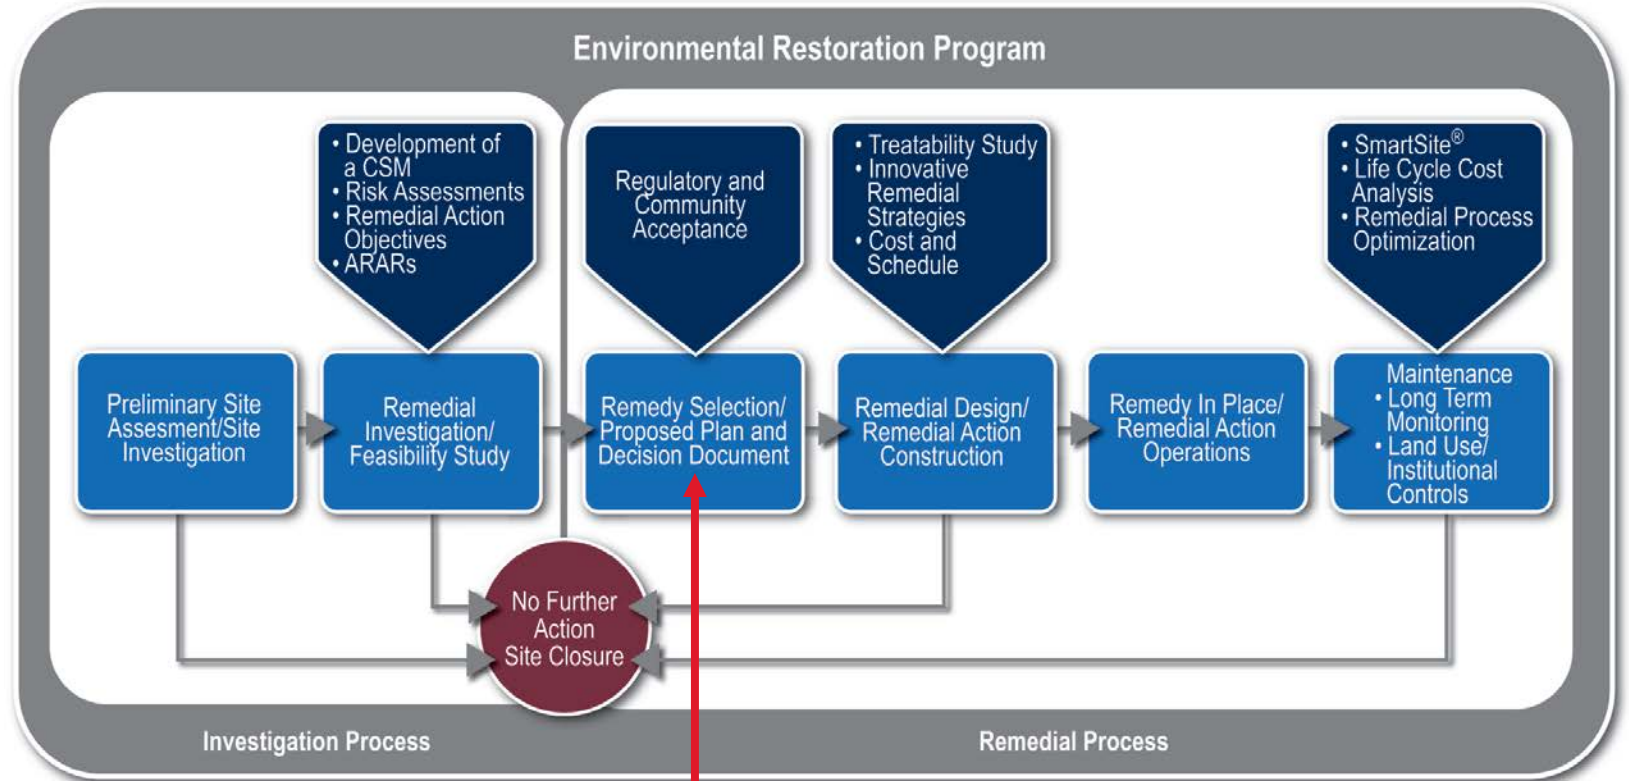 Environmental Restoration Program
• Development of
a CSM
• Risk Assessments
• Remedial Action
Objectives
• ARARs
Regulatory and
Community
Acceptance
• Treatability Study
• Innovative
Remedial
Strategies
• Cost and
Schedule
• SmartSite®
• Life Cycle Cost
Analysis
• Remedial Process
Optimization
Preliminary Site
Assesment/Site
Investigation
Remedial
Investigation/
Feasibility Study
Remedy Selection/
Proposed Plan and
Decision Document
Remedial Design/
Remedial Action
Construction
Remedy In Place/
Remedial Action
Operations
Maintenance
• Long Term
Monitoring
• Land Use/
Institutional
Controls
No Further
Action
Site Closure
Investigation Process
Remedial Process